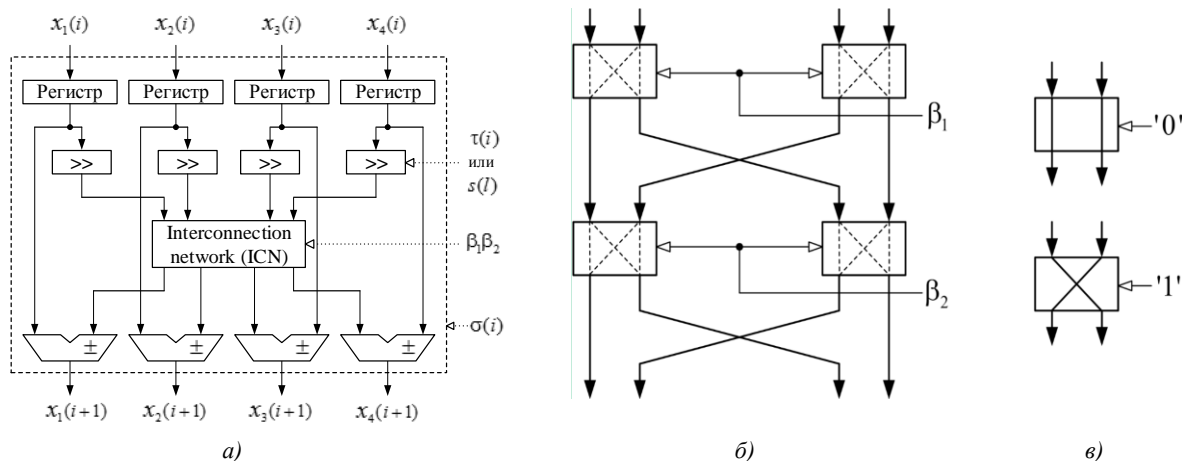 x₁(i) x₂(i) x₃(i) x₄(i)
Регистр Регистр Регистр Регистр
>> >> >> >>
τ(i)
или
s(l)
Interconnection
network (ICN)
β₁β₂
± ± ± ±
σ(i)
x₁(i+1) x₂(i+1) x₃(i+1) x₄(i+1)
а)
β₁
β₂
б)
'0'
'1'
в)